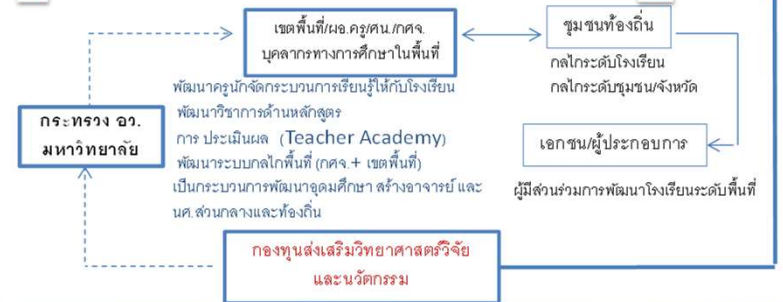 เขตพื้นที่/ผอ.ครู/ศน./กศจ.
บุคลากรทางการศึกษาในพื้นที่
ชุมชนท้องถิ่น
กลไกระดับโรงเรียน
กลไกระดับชุมชน/จังหวัด
พัฒนาครูนักจัดกระบวนการเรียนรู้ให้กับโรงเรียน
พัฒนาวิชาการด้านหลักสูตร
การ ประเมินผล (Teacher Academy)
พัฒนาระบบกลไกพื้นที่ (กศจ.+ เขตพื้นที่)
เป็นกระบวนการพัฒนาอุดมศึกษา สร้างอาจารย์ และ
นศ.ส่วนกลางและท้องถิ่น
กระทรวง อว.
มหาวิทยาลัย
เอกชน/ผู้ประกอบการ
ผู้มีส่วนร่วมการพัฒนาโรงเรียนระดับพื้นที่
กองทุนส่งเสริมวิทยาศาสตร์วิจัย
และนวัตกรรม